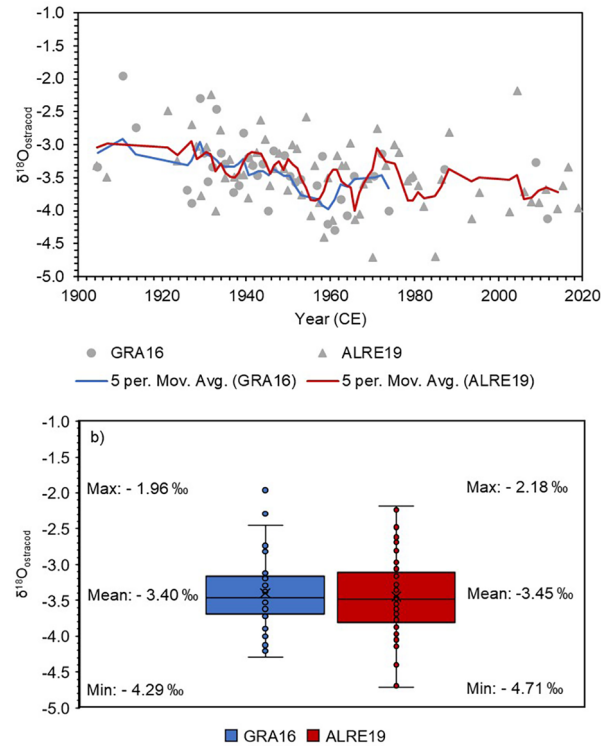 -1.0
-1.5
-2.0
-2.5
-3.0
-3.5
-4.0
-4.5
-5.0
δ18Oostracod
1900 1920 1940 1960 1980 2000 2020
Year (CE)
GRA16 ALRE19
5 per. Mov. Avg. (GRA16) 5 per. Mov. Avg. (ALRE19)
-1.0
-1.5
-2.0
-2.5
-3.0
-3.5
-4.0
-4.5
-5.0
δ18Oostracod
b)
Max: - 1.96 ‰ Max: - 2.18 ‰
Mean: - 3.40 ‰ Mean: -3.45 ‰
Min: - 4.29 ‰ Min: - 4.71 ‰
GRA16 ALRE19